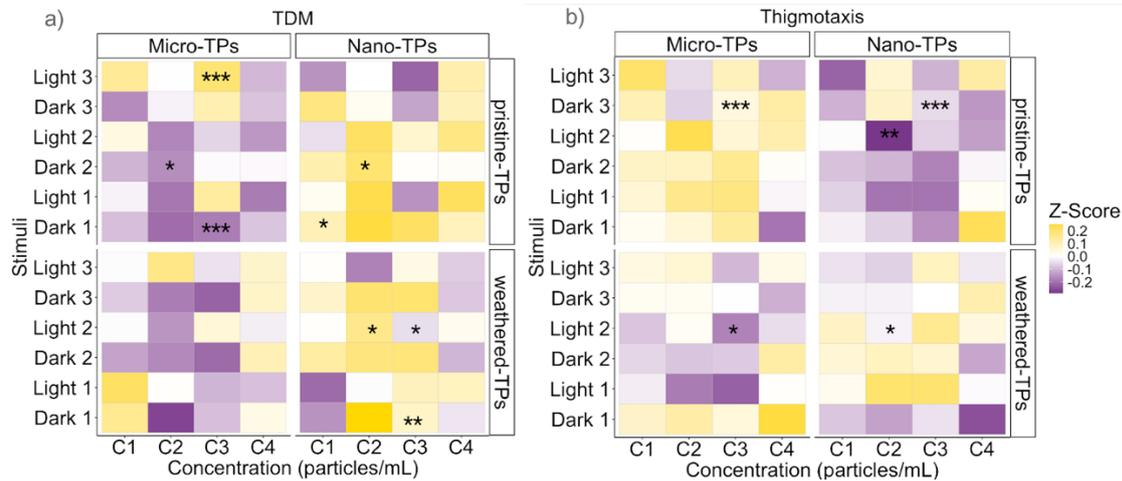 a)
TDM
Micro-TPs
Nano-TPs
Stimuli
Light 3
***
Dark 3
Light 2
Dark 2
*
*
Light 1
Dark 1
***
*
pristine-TPs
Light 3
Dark 3
Light 2
*
*
Dark 2
Light 1
Dark 1
**
weathered-TPs
C1 C2 C3 C4
C1 C2 C3 C4
Concentration (particles/mL)
b)
Thigmotaxis
Micro-TPs
Nano-TPs
Stimuli
Light 3
Dark 3
***
***
Light 2
**
Dark 2
Light 1
Dark 1
pristine-TPs
Light 3
Dark 3
Light 2
*
*
Dark 2
Light 1
Dark 1
weathered-TPs
C1 C2 C3 C4
C1 C2 C3 C4
Concentration (particles/mL)
Z-Score
0.2
0.1
0.0
-0.1
-0.2